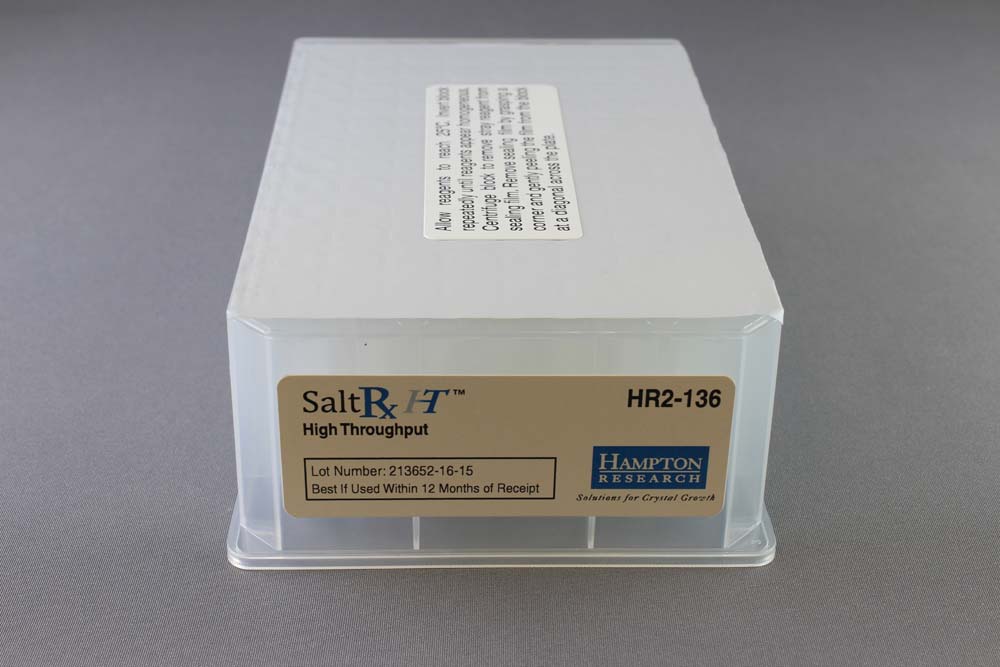 Allow reagents to reach 25°C. Invert block
repeatedly until reagents appear homogeneous.
Centrifuge block to remove stray reagent from
sealing film. Remove sealing film by grasping a
corner and gently peeling the film from the block
at a diagonal across the plate.
SaltRx HT™
High Throughput
HR2-136
Lot Number: 213652-16-15
Best If Used Within 12 Months of Receipt
HAMPTON
RESEARCH
Solutions for Crystal Growth